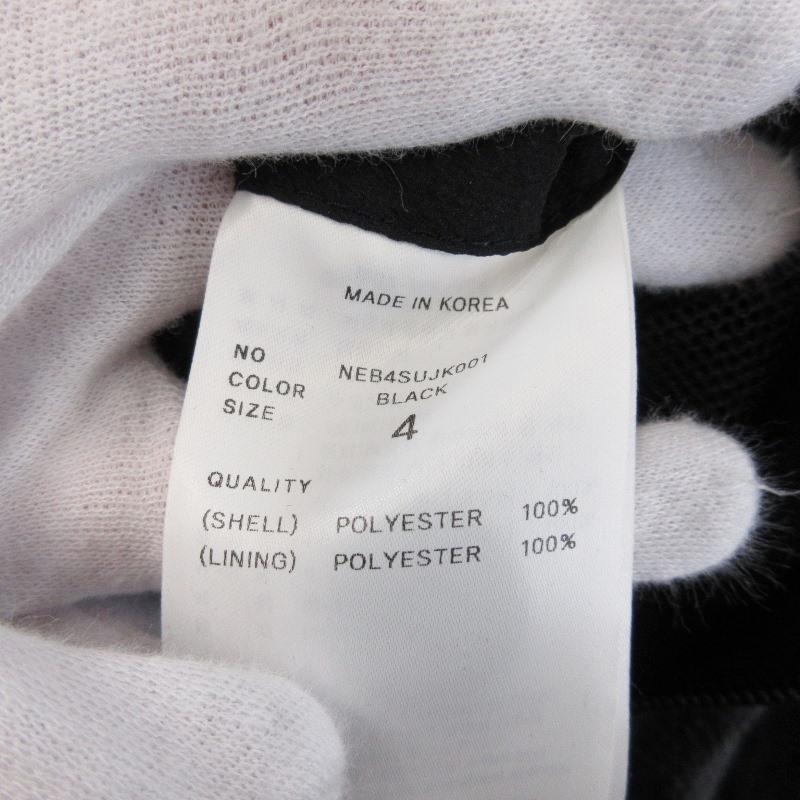 MADE IN KOREA
NO NEB4SUJK001
COLOR BLACK
SIZE 4
QUALITY
(SHELL) POLYESTER 100%
(LINING) POLYESTER 100%